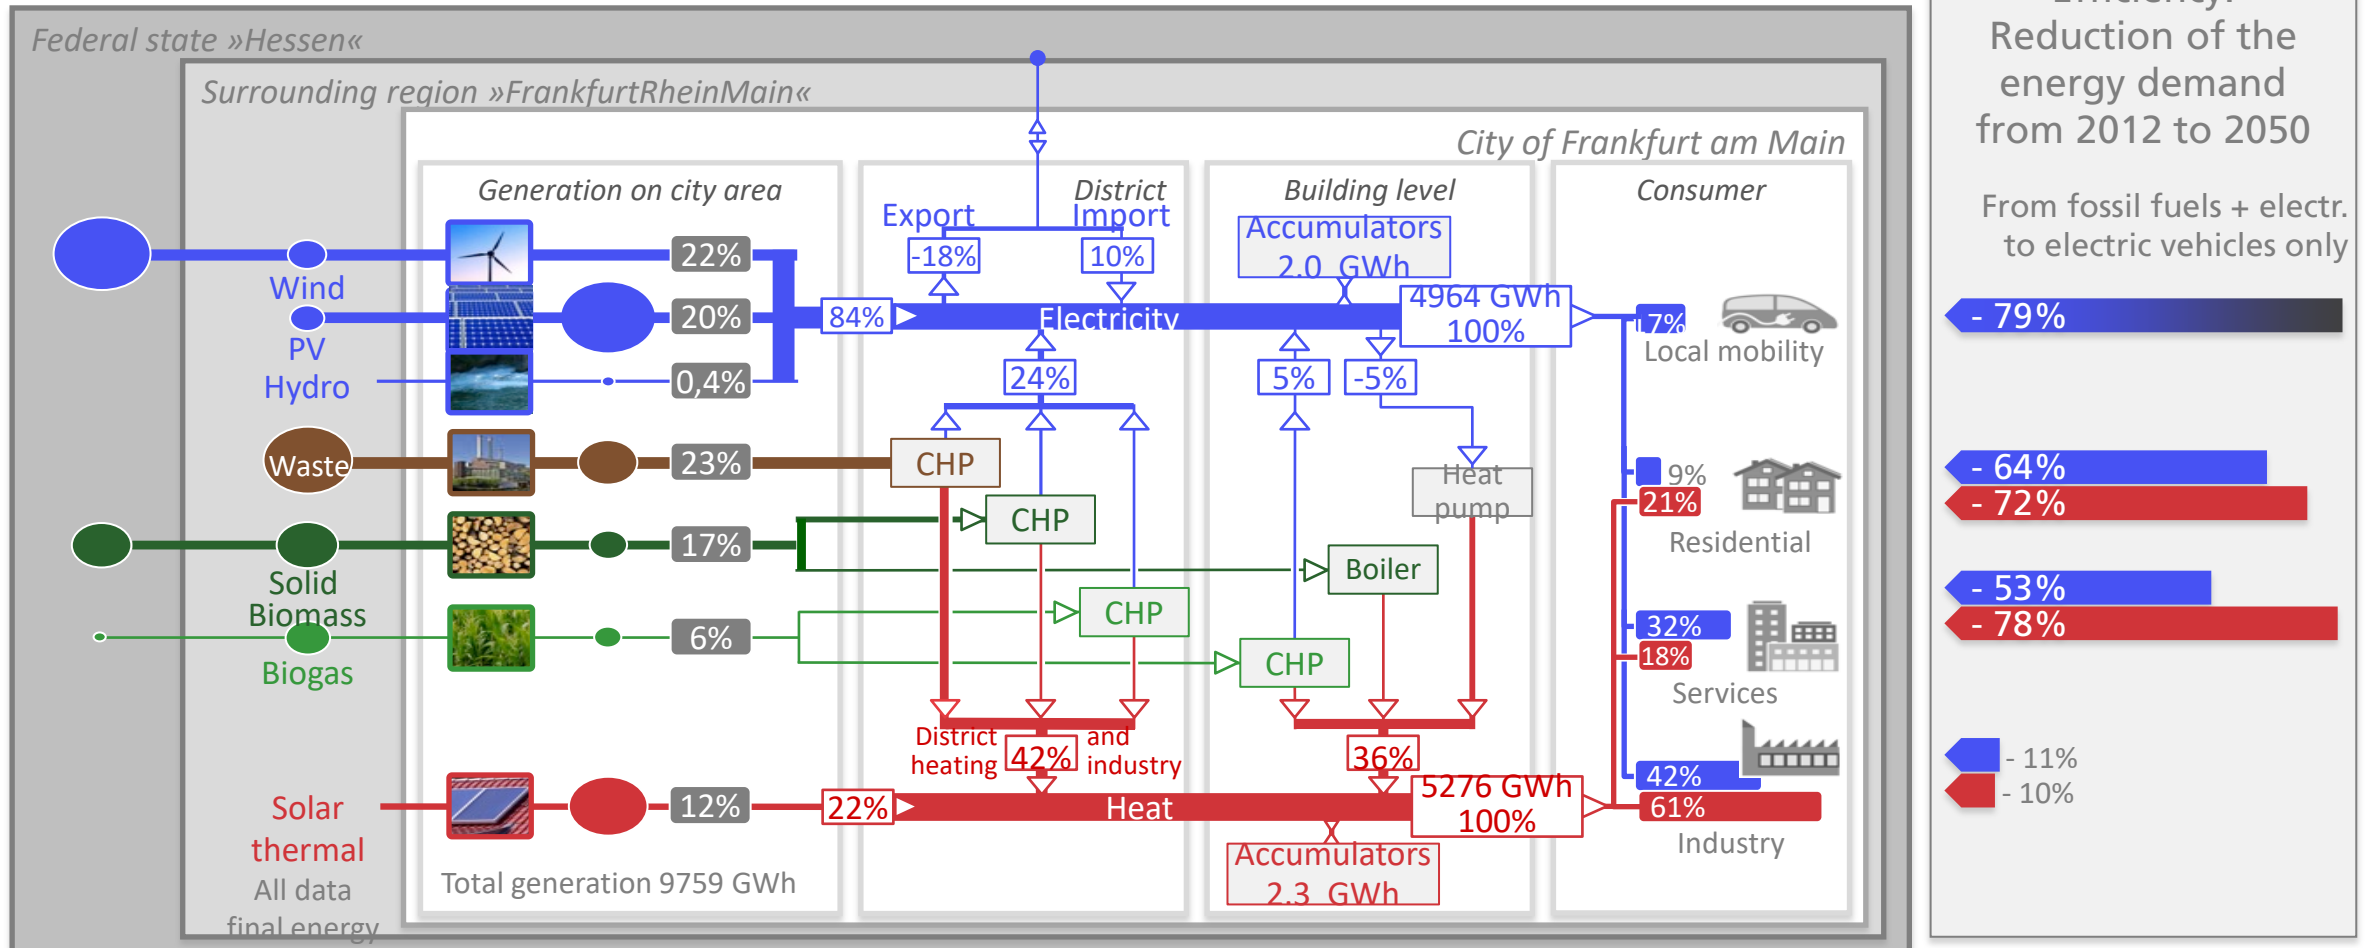 Federal state »Hessen«
Surrounding region »FrankfurtRheinMain«
City of Frankfurt am Main
Generation on city area
District
Building level
Consumer
Export
Import
-18%
10%
Accumulators
2.0 GWh
Wind
22%
PV
20%
Hydro
0,4%
84%
Electricity
4964 GWh
100%
17%
Local mobility
24%
5%
-5%
Waste
23%
CHP
Heat
pump
9%
21%
Residential
Solid
Biomass
17%
CHP
Boiler
Biogas
6%
CHP
CHP
32%
18%
Services
District
heating
42%
and
industry
36%
42%
61%
Industry
Solar
thermal
12%
22%
Heat
5276 GWh
100%
Accumulators
2.3 GWh
All data
final energy
Total generation 9759 GWh
Efficiency:
Reduction of the
energy demand
from 2012 to 2050
From fossil fuels + electr.
to electric vehicles only
- 79%
- 64%
- 72%
- 53%
- 78%
- 11%
- 10%